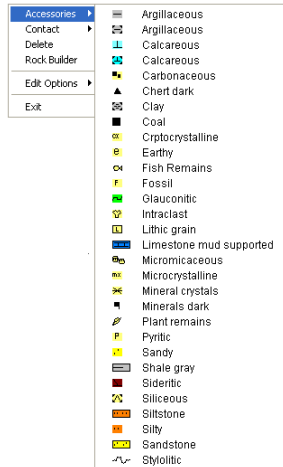 Accessories
Contact
Delete
Rock Builder
Edit Options
Exit
Argillaceous
Argillaceous
Calcareous
Calcareous
Carbonaceous
Chert dark
Clay
Coal
cx Crptocrystalline
e Earthy
Fish Remains
F Fossil
Glauconitic
Intraclast
L Lithic grain
Limestone mud supported
Micromicaceous
mx Microcrystalline
Mineral crystals
Minerals dark
Plant remains
P Pyritic
Sandy
Shale gray
Sideritic
Siliceous
Siltstone
Silty
Sandstone
Stylolitic